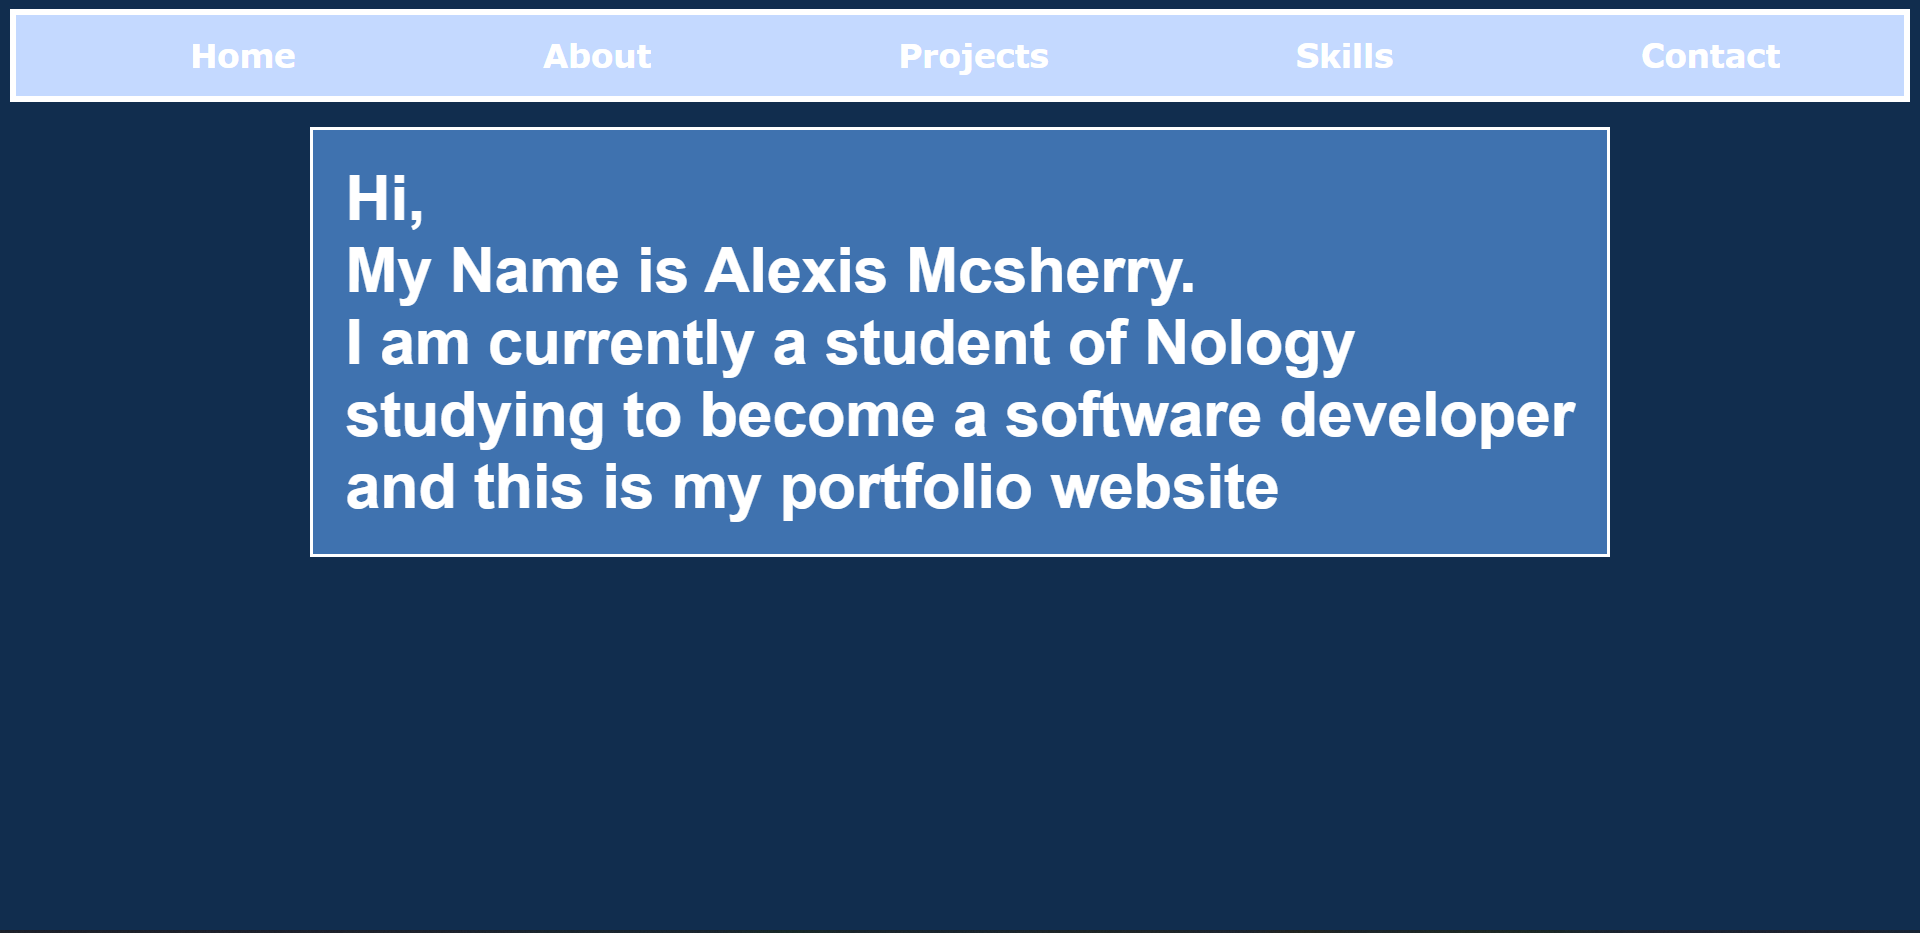 Home About Projects Skills Contact
Hi,
My Name is Alexis Mcsherry.
I am currently a student of Nology
studying to become a software developer
and this is my portfolio website